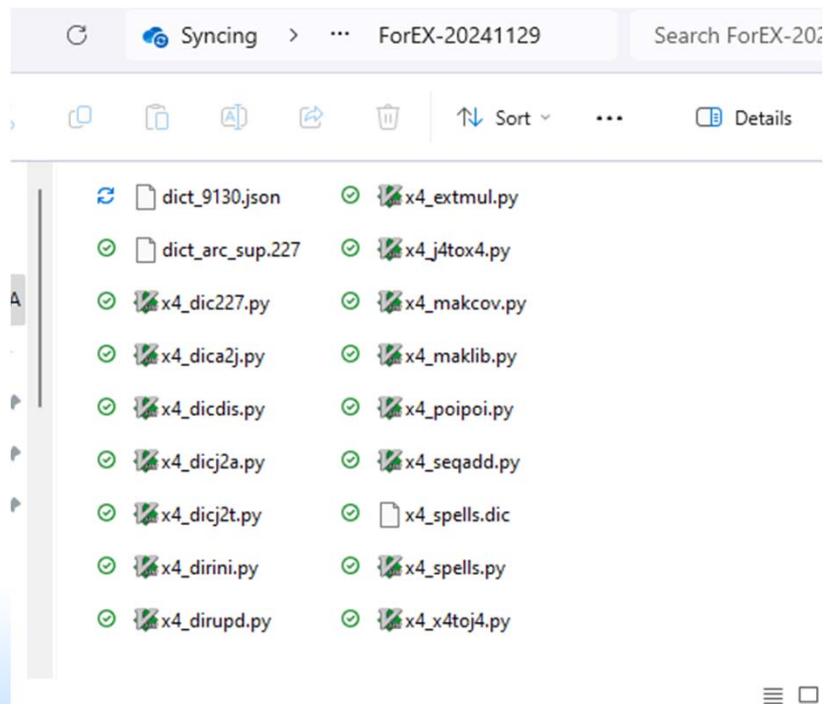 Syncing > ... ForEX-20241129 Search ForEX-202
Sort ... Details
dict_9130.json
dict_arc_sup.227
A
x4_dic227.py
x4_dica2j.py
x4_dicdis.py
x4_dicj2a.py
x4_dicj2t.py
x4_dirini.py
x4_dirupd.py
x4_extmul.py
x4_j4tox4.py
x4_makcov.py
x4_maklib.py
x4_poipoi.py
x4_seqadd.py
x4_spells.dic
x4_spells.py
x4_x4toj4.py